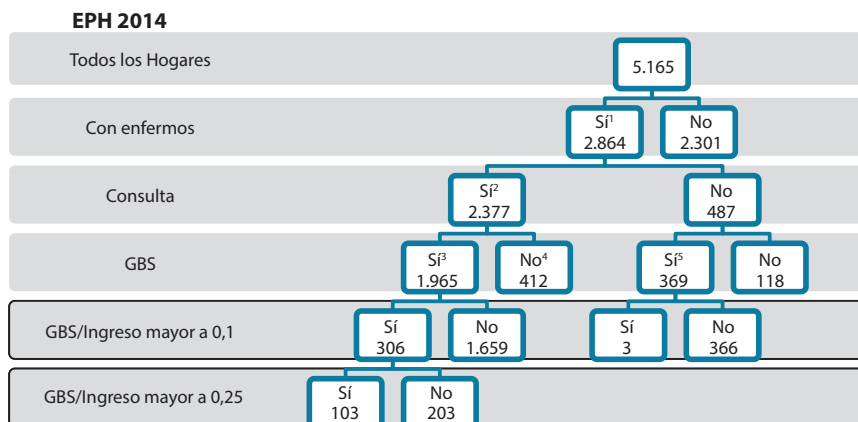 EPH 2014
Todos los Hogares
5.165
Con enfermos
Sí¹ No
2.864 2.301
Consulta
Sí² No
2.377 487
GBS
Sí³ No⁴ Sí⁵ No
1.965 412 369 118
GBS/Ingreso mayor a 0,1
Sí No Sí No
306 1.659 3 366
GBS/Ingreso mayor a 0,25
Sí No
103 203